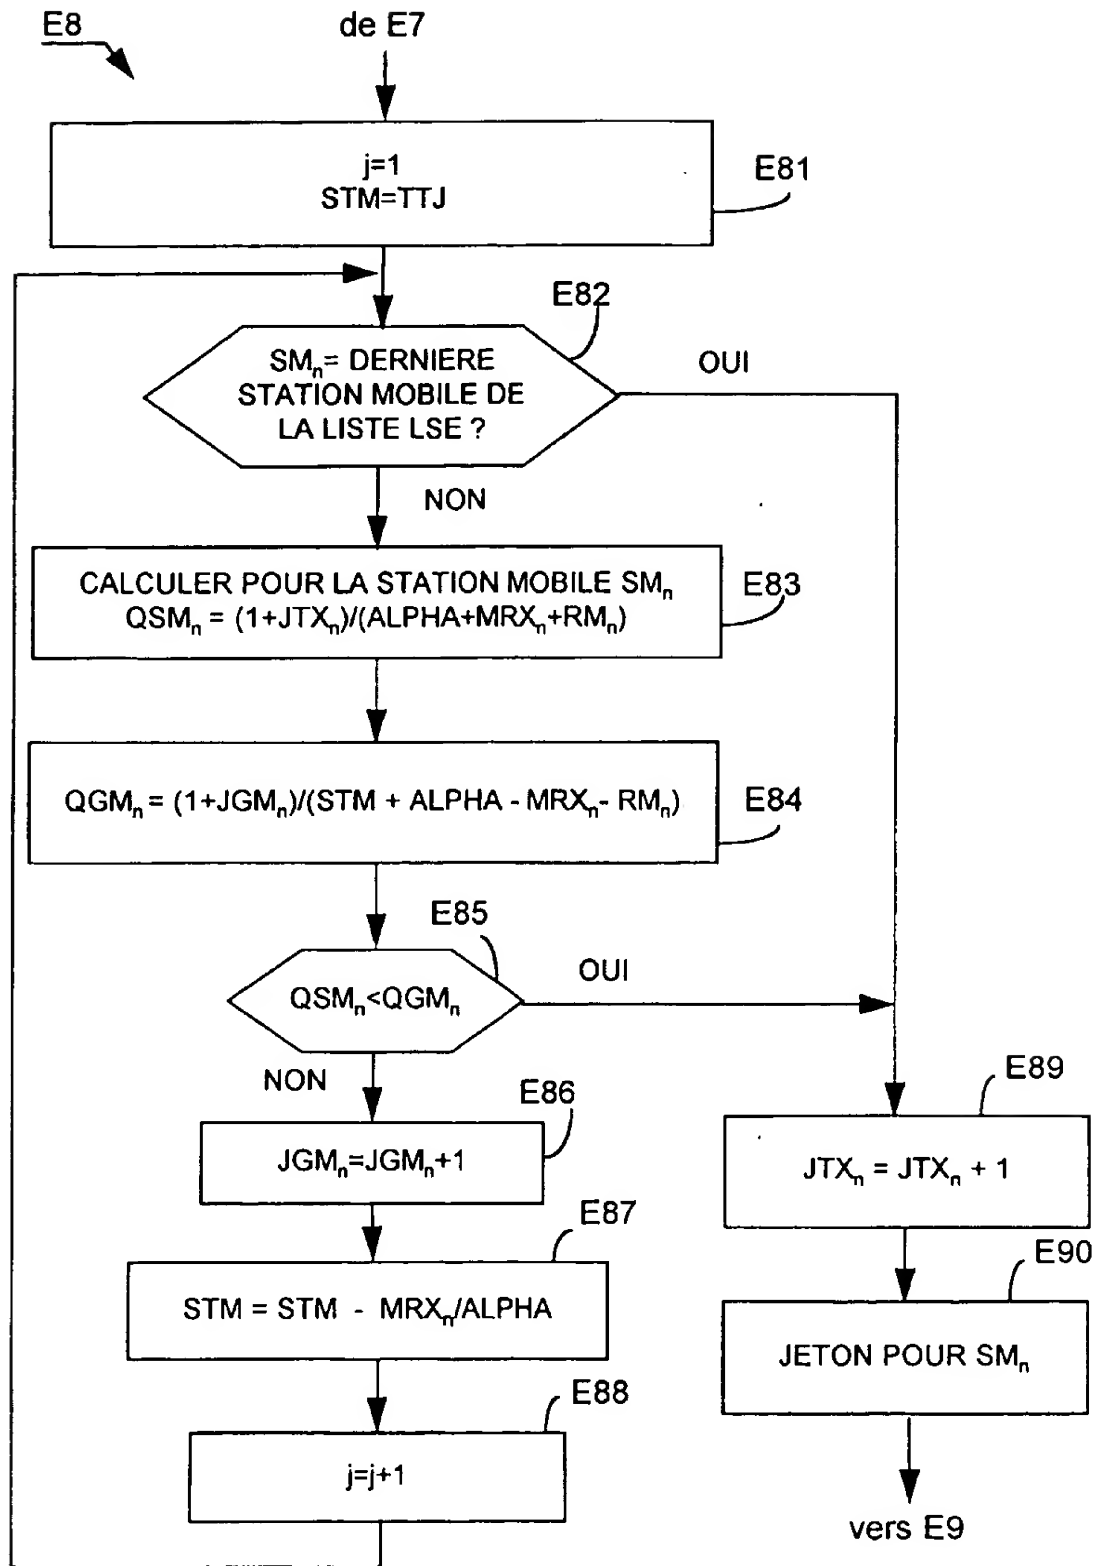 E8
de E7
j=1
STM=TTJ
E81
E82
SMn= DERNIERE
STATION MOBILE DE
LA LISTE LSE ?
OUI
NON
CALCULER POUR LA STATION MOBILE SMn
QSMn = (1+JTXn)/(ALPHA+MRXn+RMn)
E83
QGMn = (1+JGMn)/(STM + ALPHA - MRXn- RMn)
E84
E85
QSMn<QGMn
OUI
NON
E86
JGMn=JGMn+1
E89
JTXn = JTXn + 1
E87
STM = STM - MRXn/ALPHA
E90
JETON POUR SMn
E88
j=j+1
vers E9